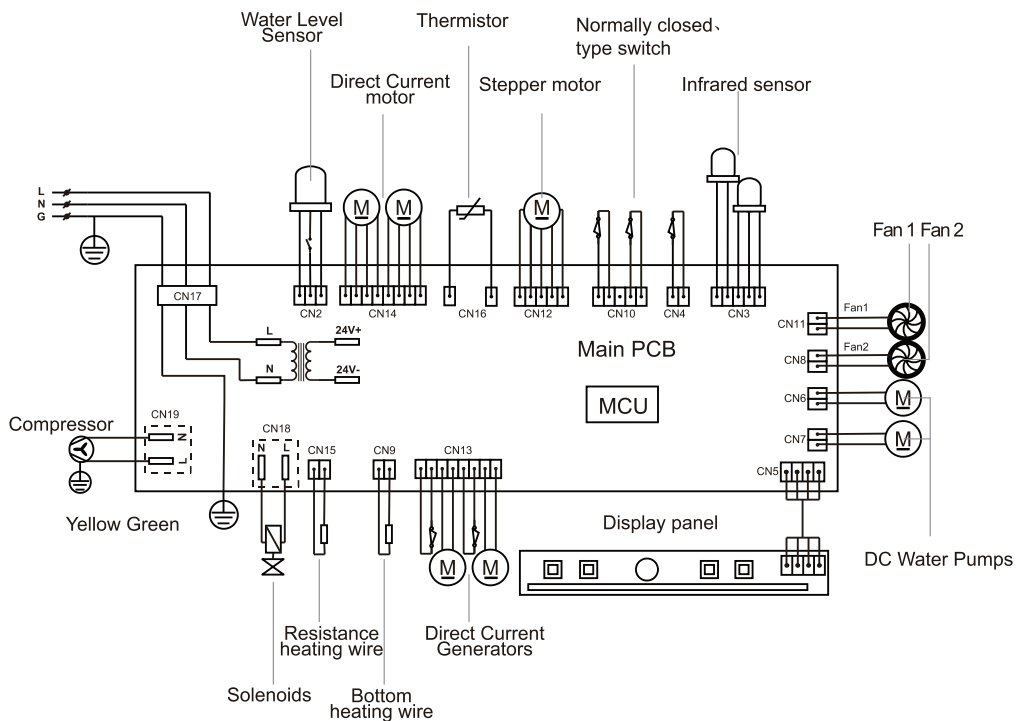 Water Level
Sensor
Thermistor
Normally closed、
type switch
Direct Current
motor
Stepper motor
Infrared sensor
L
N
G
M
M
M
Fan 1 Fan 2
CN17
CN2
CN14
CN16
CN12
CN10
CN4
CN3
CN11
Fan1
L
24V+
Main PCB
CN8
Fan2
N
24V-
MCU
CN6
M
Compressor
CN19
N
L
CN18
N
L
CN15
CN9
CN13
CN7
M
CN5
Yellow Green
Display panel
M
M
DC Water Pumps
Resistance
heating wire
Direct Current
Generators
Solenoids
Bottom
heating wire